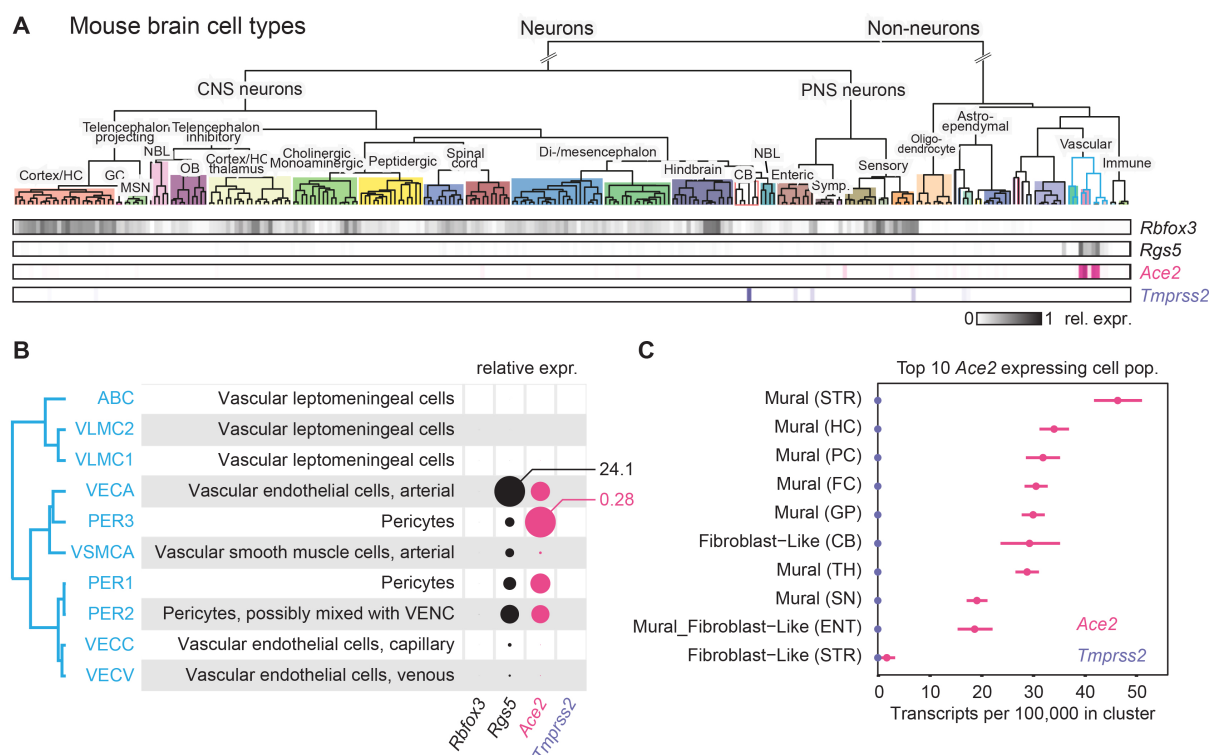 A Mouse brain cell types
Neurons
Non-neurons
CNS neurons
PNS neurons
Telencephalon
projecting
Telencephalon
inhibitory
Astro-
ependymal
Oligo-
dendrocyte
Vascular
Immune
Cortex/HC
GC
MSN
NBL
OB
Cortex/HC
thalamus
Cholinergic
Monoaminergic
Peptidergic
Spinal
cord
Di-/mesencephalon
Hindbrain
CB
NBL
Enteric
Symp.
Sensory
Rbfox3
Rgs5
Ace2
Tmprss2
0 1 rel. expr.
B
relative expr.
ABC Vascular leptomeningeal cells
VLMC2 Vascular leptomeningeal cells
VLMC1 Vascular leptomeningeal cells
VECA Vascular endothelial cells, arterial
PER3 Pericytes
VSMCA Vascular smooth muscle cells, arterial
PER1 Pericytes
PER2 Pericytes, possibly mixed with VENC
VECC Vascular endothelial cells, capillary
VECV Vascular endothelial cells, venous
24.1
0.28
Rbfox3
Rgs5
Ace2
Tmprss2
C
Top 10 Ace2 expressing cell pop.
Mural (STR)
Mural (HC)
Mural (PC)
Mural (FC)
Mural (GP)
Fibroblast−Like (CB)
Mural (TH)
Mural (SN)
Mural_Fibroblast−Like (ENT)
Fibroblast−Like (STR)
Ace2
Tmprss2
0 10 20 30 40 50
Transcripts per 100,000 in cluster